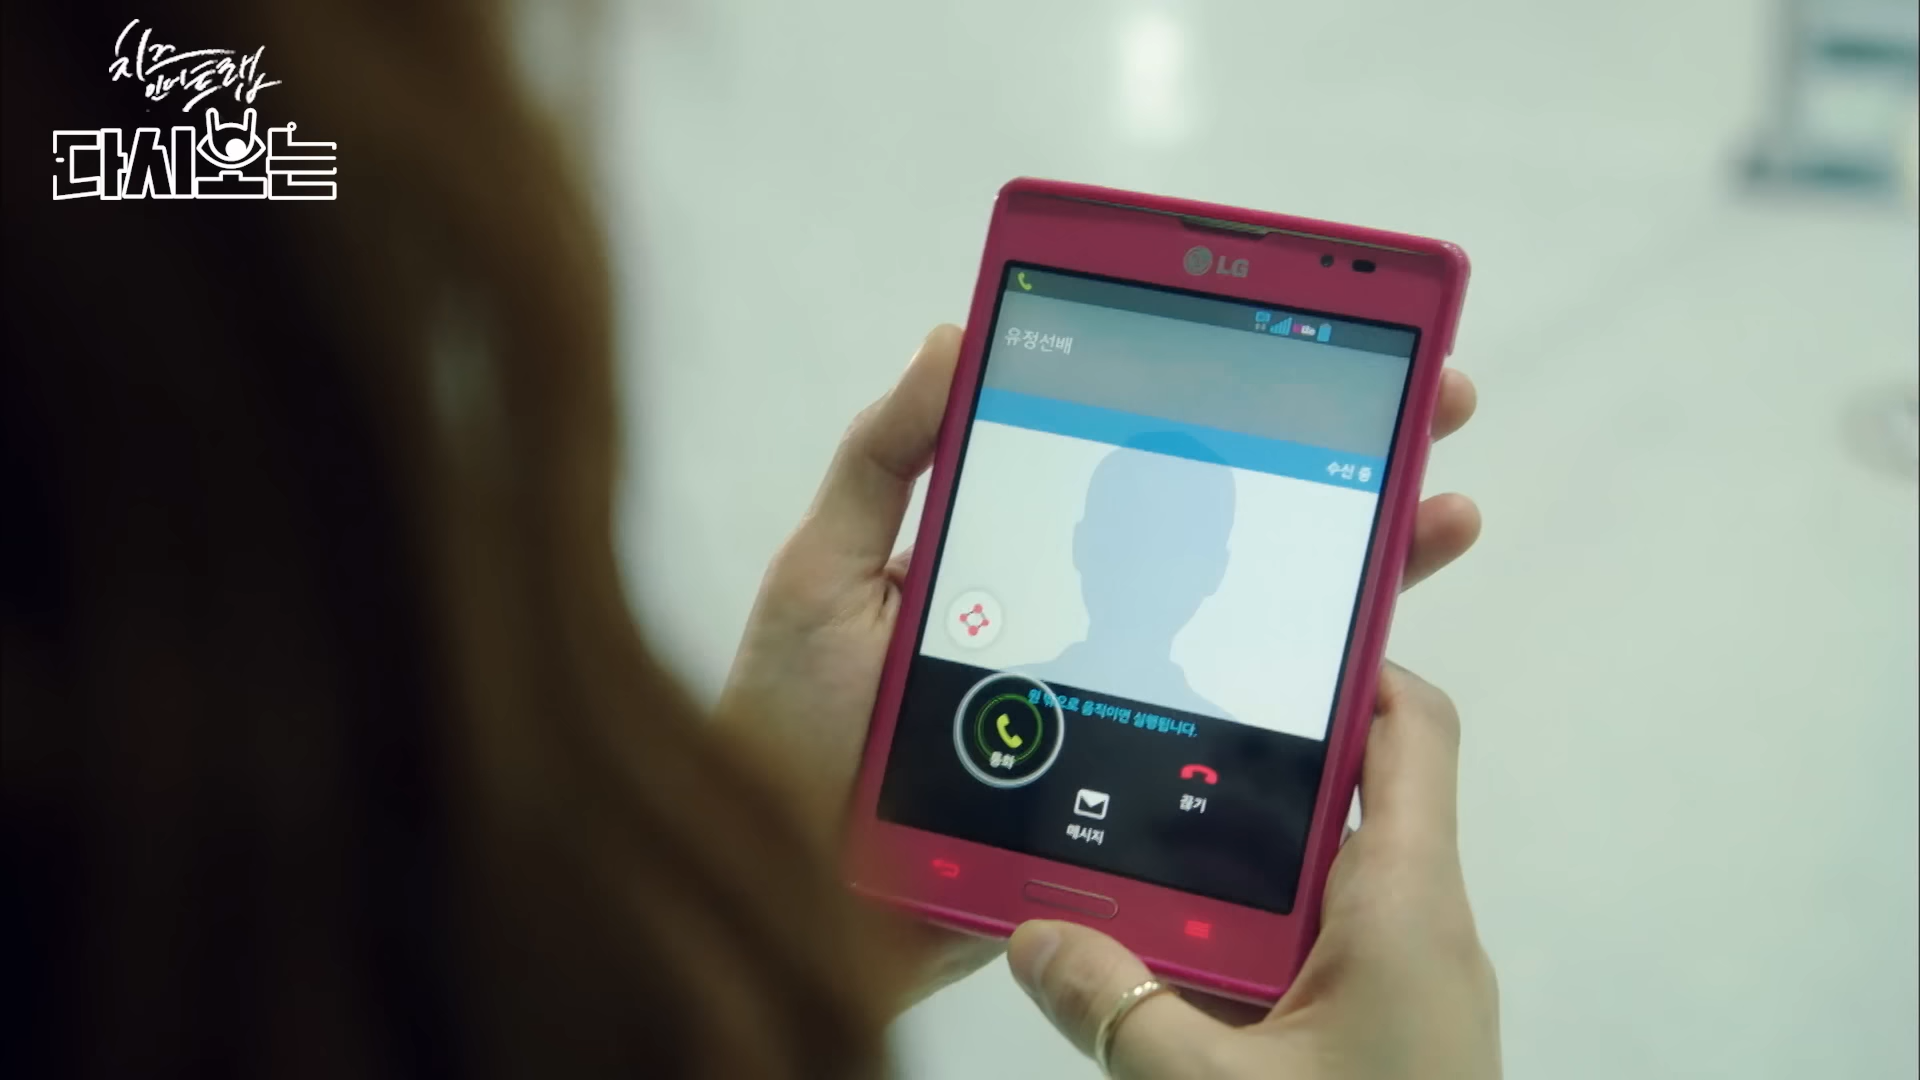 치즈
인더트랩
다시보는
LG
유정선배
수신 중
원 밖으로 움직이면 실행됩니다.
통화
끊기
메시지